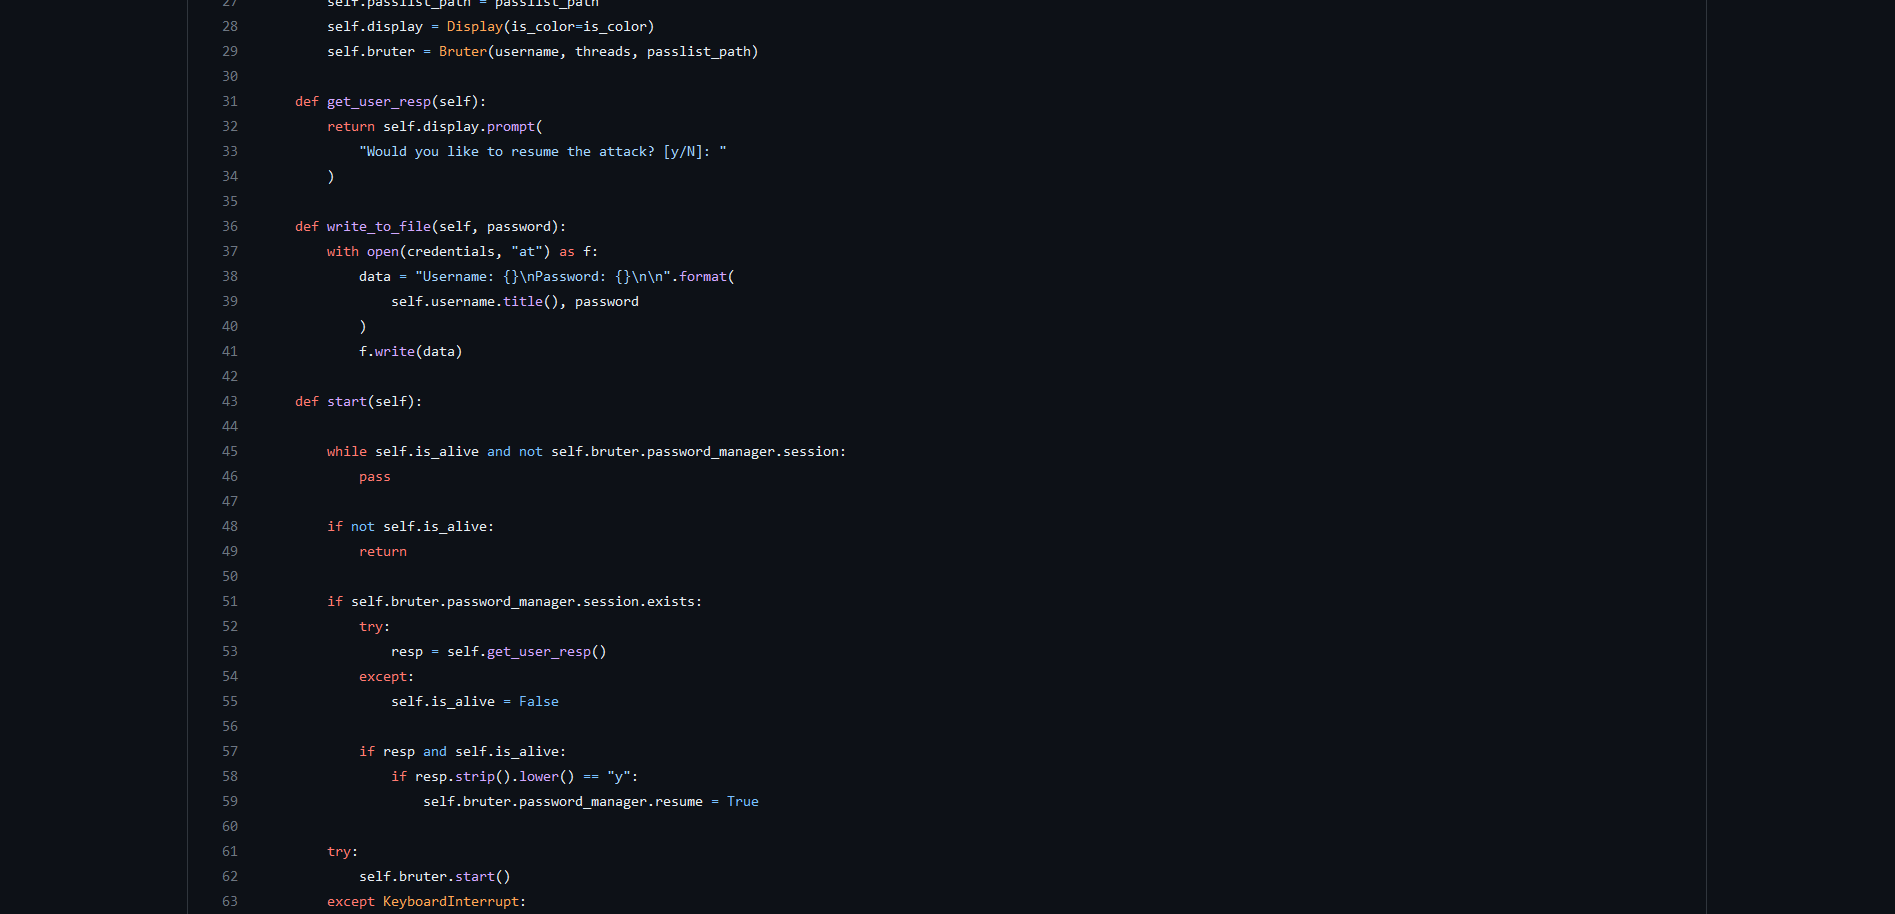 27 self.passlist_path = passlist_path
28 self.display = Display(is_color=is_color)
29 self.bruter = Bruter(username, threads, passlist_path)
30
31 def get_user_resp(self):
32 return self.display.prompt(
33 "Would you like to resume the attack? [y/N]: "
34 )
35
36 def write_to_file(self, password):
37 with open(credentials, "at") as f:
38 data = "Username: {}\nPassword: {}\n\n".format(
39 self.username.title(), password
40 )
41 f.write(data)
42
43 def start(self):
44
45 while self.is_alive and not self.bruter.password_manager.session:
46 pass
47
48 if not self.is_alive:
49 return
50
51 if self.bruter.password_manager.session.exists:
52 try:
53 resp = self.get_user_resp()
54 except:
55 self.is_alive = False
56
57 if resp and self.is_alive:
58 if resp.strip().lower() == "y":
59 self.bruter.password_manager.resume = True
60
61 try:
62 self.bruter.start()
63 except KeyboardInterrupt: